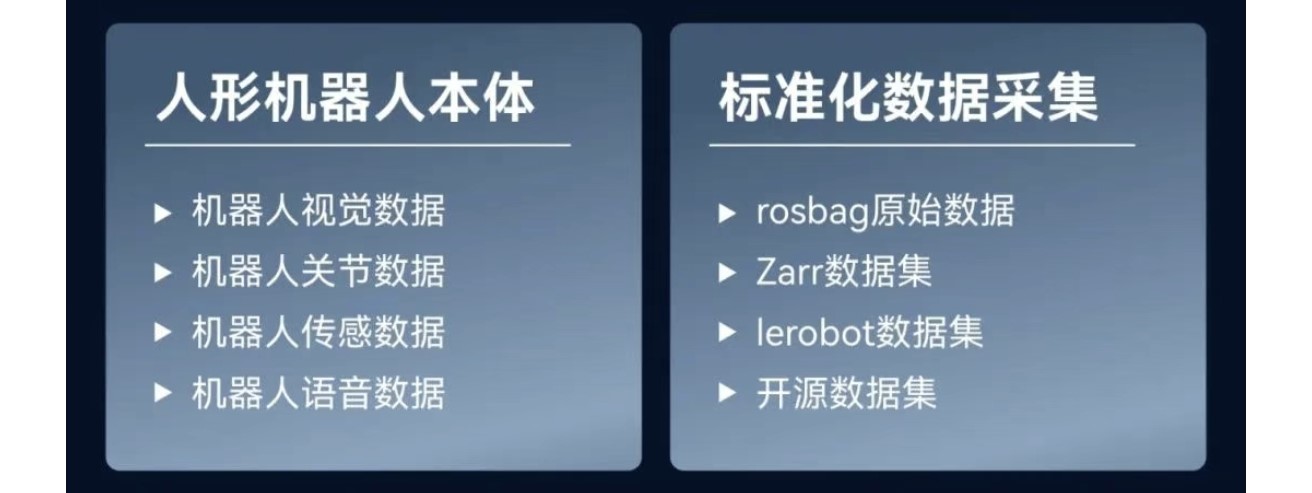 人形机器人本体
机器人视觉数据
机器人关节数据
机器人传感数据
机器人语音数据
标准化数据采集
rosbag原始数据
Zarr数据集
lerobot数据集
开源数据集